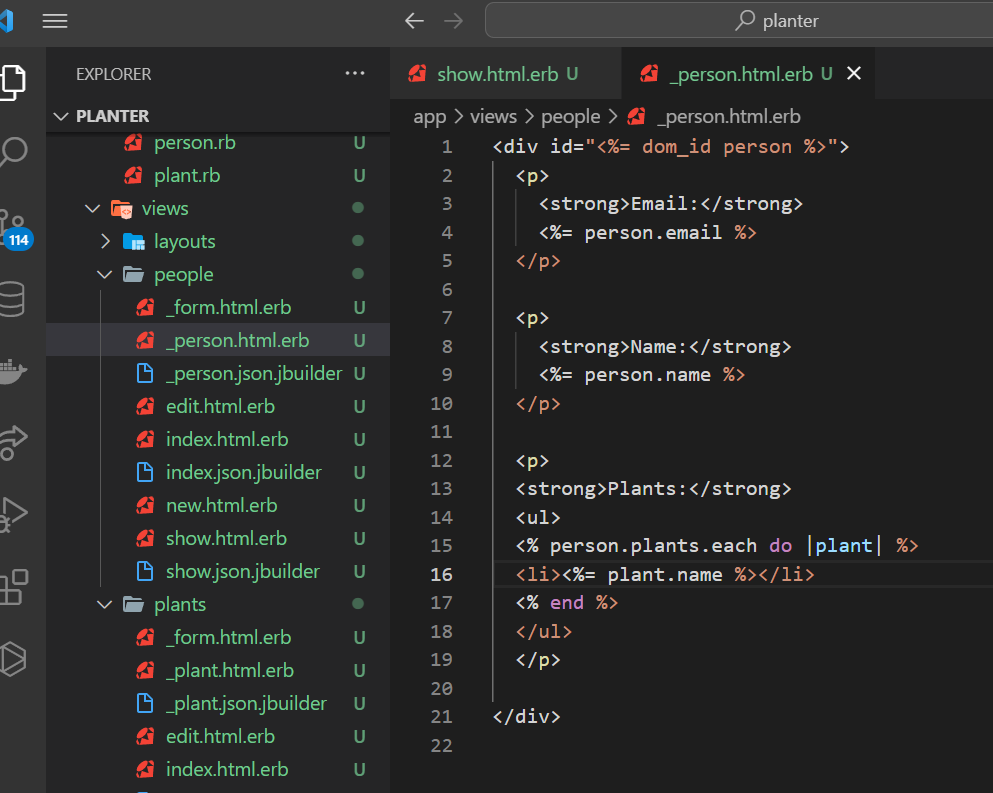 planter
EXPLORER
PLANTER
person.rb U
plant.rb U
views
layouts
people
_form.html.erb U
_person.html.erb U
_person.json.jbuilder U
edit.html.erb U
index.html.erb U
index.json.jbuilder U
new.html.erb U
show.html.erb U
show.json.jbuilder U
plants
_form.html.erb U
_plant.html.erb U
_plant.json.jbuilder U
edit.html.erb U
index.html.erb U
114
show.html.erb U
_person.html.erb U
app > views > people > _person.html.erb
1 <div id="<%= dom_id person %>">
2 <p>
3 <strong>Email:</strong>
4 <%= person.email %>
5 </p>
6
7 <p>
8 <strong>Name:</strong>
9 <%= person.name %>
10 </p>
11
12 <p>
13 <strong>Plants:</strong>
14 <ul>
15 <% person.plants.each do |plant| %>
16 <li><%= plant.name %></li>
17 <% end %>
18 </ul>
19 </p>
20
21 </div>
22